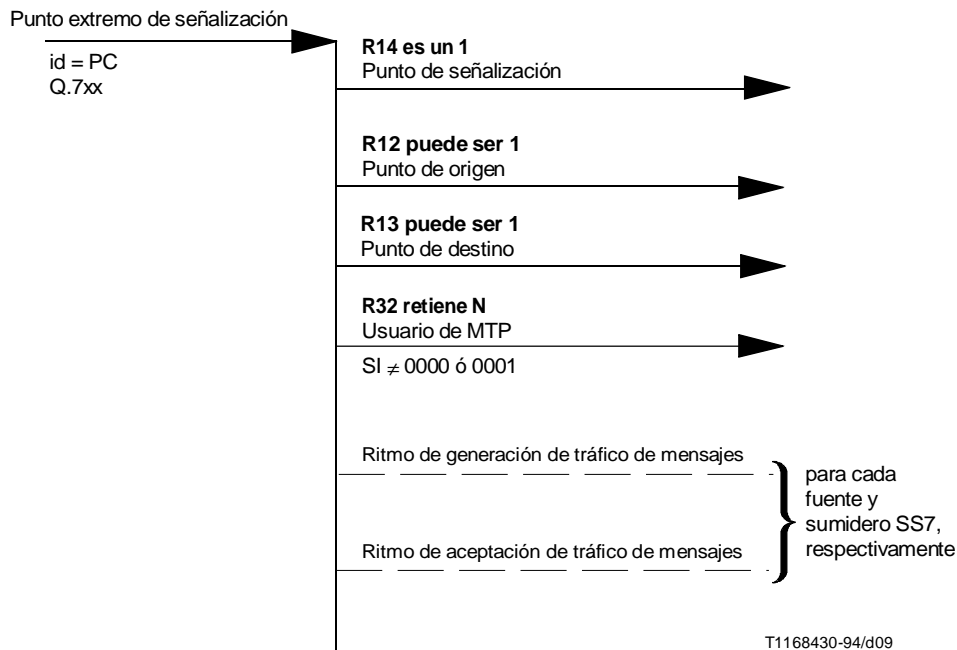 Punto extremo de señalización
id = PC
Q.7xx
R14 es un 1
Punto de señalización
R12 puede ser 1
Punto de origen
R13 puede ser 1
Punto de destino
R32 retiene N
Usuario de MTP
SI ≠ 0000 ó 0001
Ritmo de generación de tráfico de mensajes
Ritmo de aceptación de tráfico de mensajes
para cada
fuente y
sumidero SS7,
respectivamente
T1168430-94/d09